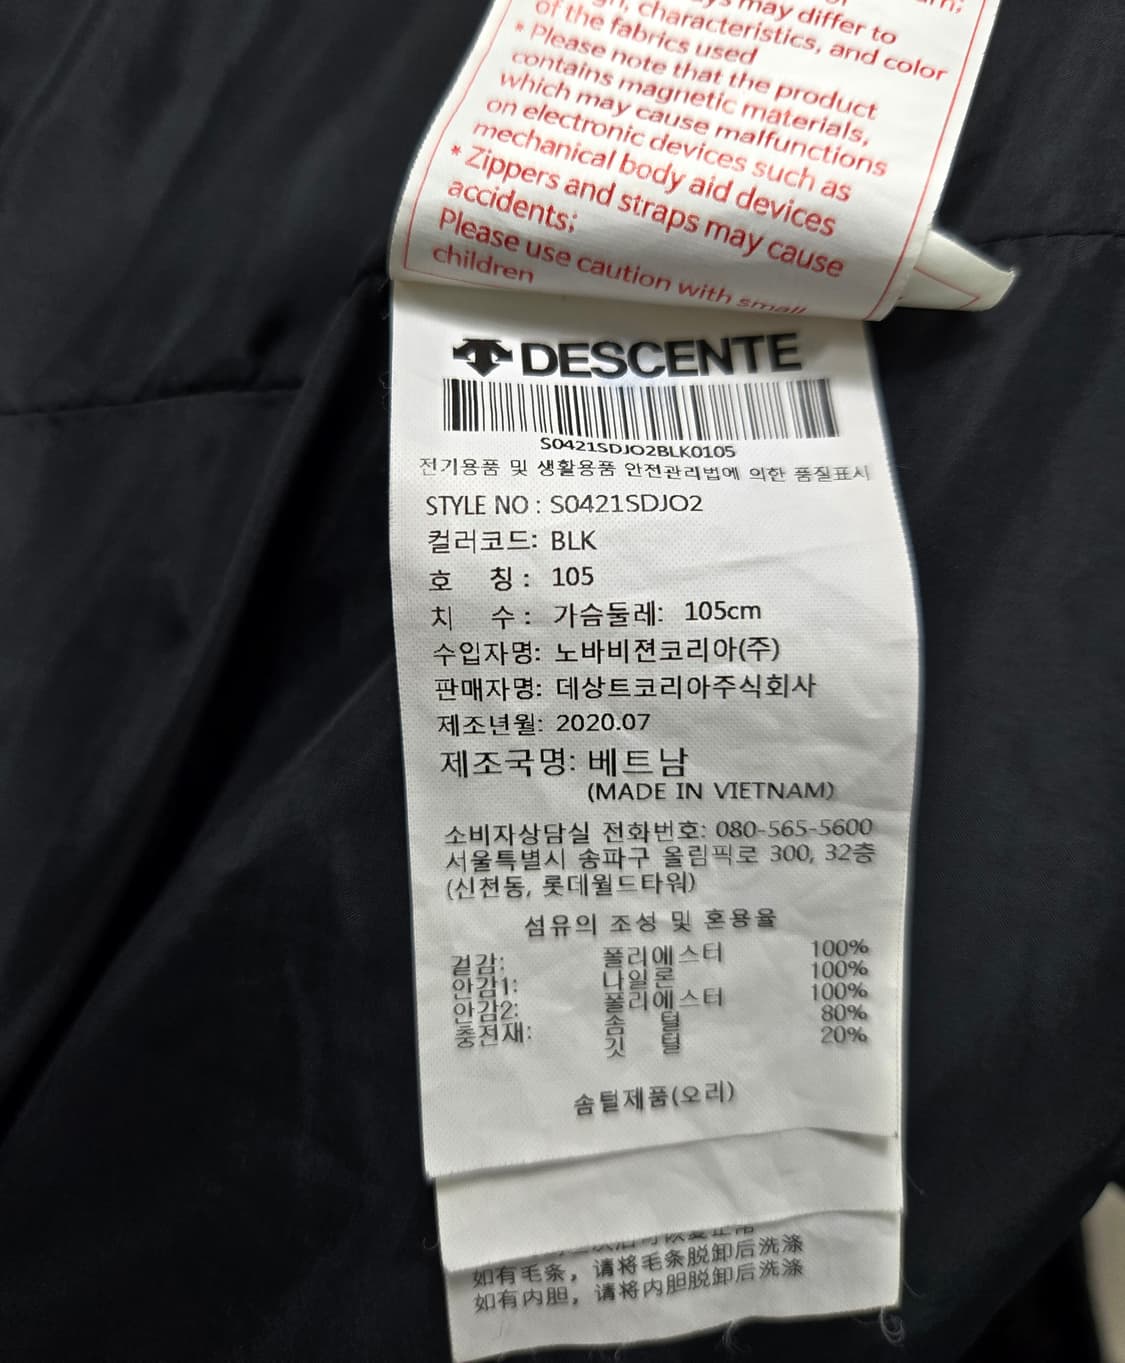 may differ to
characteristics, and color
of the fabrics used
* Please note that the product
contains magnetic materials,
which may cause malfunctions
on electronic devices such as
mechanical body aid devices
* Zippers and straps may cause
accidents;
Please use caution with small
children
DESCENTE
S0421SDJO2BLK0105
전기용품 및 생활용품 안전관리법에 의한 품질표시
STYLE NO : S0421SDJO2
컬러코드: BLK
호 칭 : 105
치 수 : 가슴둘레: 105cm
수입자명: 노바비젼코리아(주)
판매자명: 데상트코리아주식회사
제조년월: 2020.07
제조국명: 베트남
(MADE IN VIETNAM)
소비자상담실 전화번호: 080-565-5600
서울특별시 송파구 올림픽로 300, 32층
(신천동, 롯데월드타워)
섬유의 조성 및 혼용율
겉감: 폴리에스터 100%
안감1: 나일론 100%
안감2: 폴리에스터 100%
충전재: 솜 털 80%
깃 털 20%
솜털제품(오리)
如有毛条，请将毛条脱卸后洗涤
如有内胆，请将内胆脱卸后洗涤